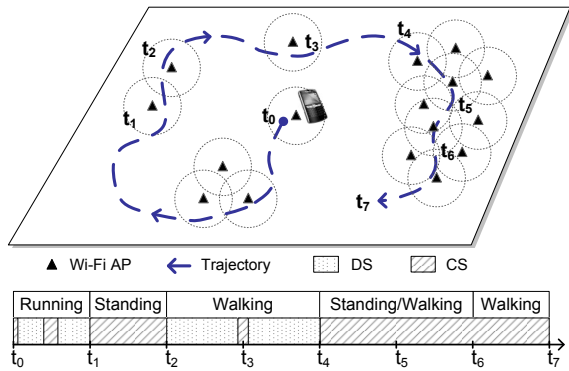 t2
t3
t4
t1
t0
t5
t6
t7
Wi-Fi AP
Trajectory
DS
CS
Running
Standing
Walking
Standing/Walking
Walking
t0
t1
t2
t3
t4
t5
t6
t7